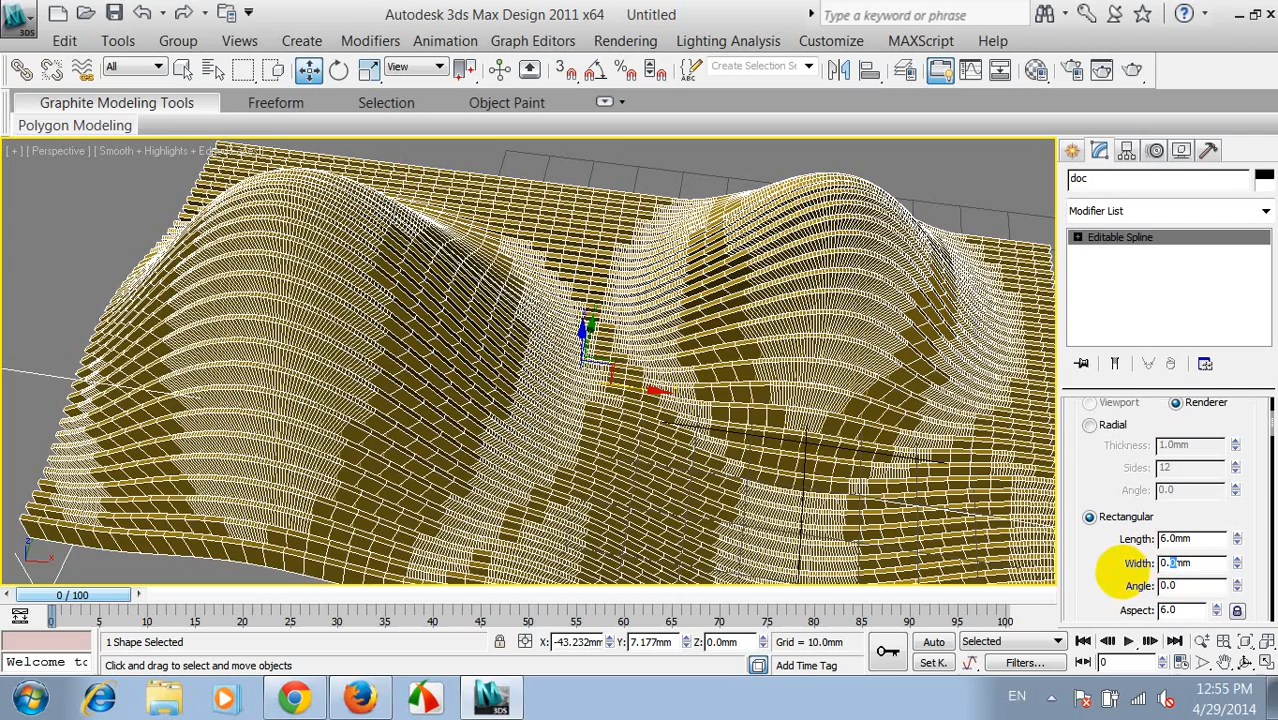 Autodesk 3ds Max Design 2011 x64 Untitled
Type a keyword or phrase
3DS
Edit Tools Group Views Create Modifiers Animation Graph Editors Rendering Lighting Analysis Customize MAXScript Help
All View Create Selection Se
Graphite Modeling Tools Freeform Selection Object Paint
Polygon Modeling
[ + ] [ Perspective ] [ Smooth + Highlights + Ed
doc
Modifier List
Editable Spline
Viewport Renderer
Radial
Thickness: 1.0mm
Sides: 12
Angle: 0.0
Rectangular
Length: 6.0mm
Width: 0.0mm
Angle: 0.0
Aspect: 6.0
z
x
0 / 100
0 5 10 15 20 25 30 35 40 45 50 55 60 65 70 75 80 85 90 95 100
1 Shape Selected X: -43.232mm Y: 7.177mm Z: 0.0mm Grid = 10.0mm Auto Selected
Welcome to Click and drag to select and move objects Add Time Tag Set K. Filters... 0
3DS
EN
12:55 PM
4/29/2014